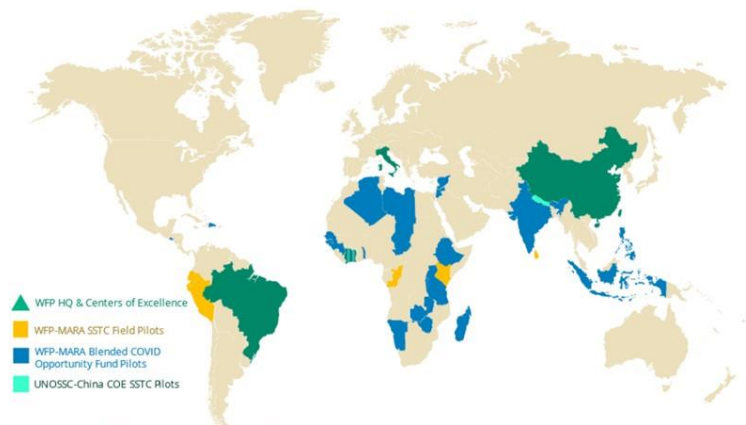 WFP HQ & Centers of Excellence
WFP-MARA SSTC Field Pilots
WFP-MARA Blended COVID
Opportunity Fund Pilots
UNOSSC-China COE SSTC Pilots